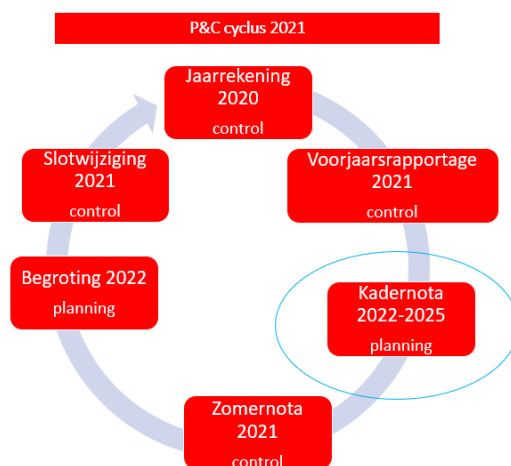 P&C cyclus 2021
Jaarrekening
2020
control
Voorjaarsrapportage
2021
control
Kadernota
2022-2025
planning
Zomernota
2021
control
Begroting 2022
planning
Slotwijziging
2021
control